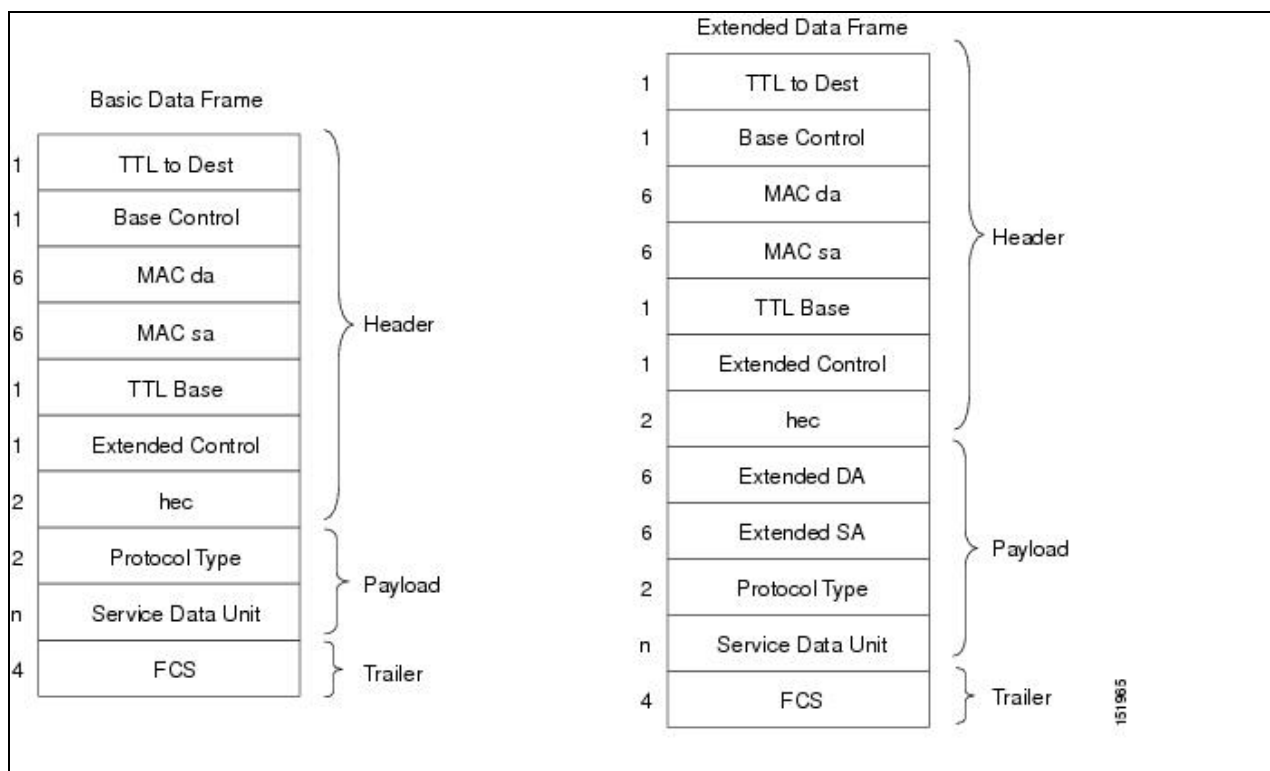 Basic Data Frame
1 TTL to Dest
1 Base Control
6 MAC da
6 MAC sa
1 TTL Base
1 Extended Control
2 hec
Header
2 Protocol Type
n Service Data Unit
Payload
4 FCS
Trailer
Extended Data Frame
1 TTL to Dest
1 Base Control
6 MAC da
6 MAC sa
1 TTL Base
1 Extended Control
2 hec
Header
6 Extended DA
6 Extended SA
2 Protocol Type
n Service Data Unit
Payload
4 FCS
Trailer
151965